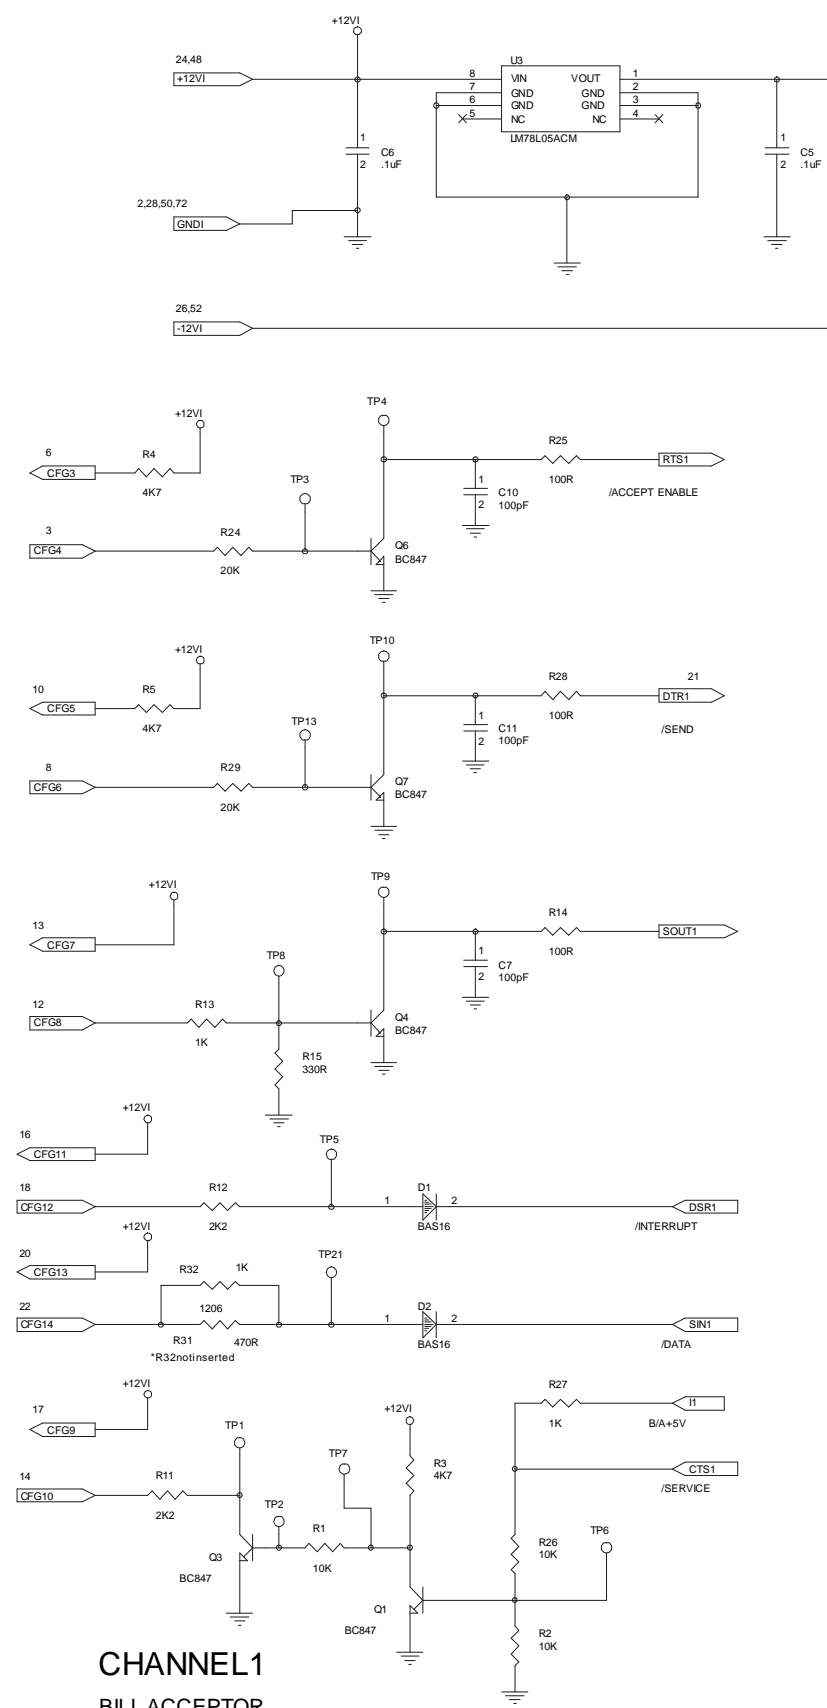 +12VI
24,48
+12VI
U3
8 VIN VOUT 1
7 GND GND 2
6 GND GND 3
5 NC NC 4
LM78L05ACM
1
2
C6
.1uF
1
2
C5
.1uF
2,28,50,72
GNDI
26,52
-12VI
TP4
+12VI
6
CFG3
R4
4K7
R25
100R
RTS1
/ACCEPT ENABLE
1
2
C10
100pF
TP3
3
CFG4
R24
20K
Q6
BC847
TP10
+12VI
10
CFG5
R5
4K7
R28
100R
21
DTR1
/SEND
1
2
C11
100pF
TP13
8
CFG6
R29
20K
Q7
BC847
TP9
+12VI
13
CFG7
R14
100R
SOUT1
1
2
C7
100pF
TP8
12
CFG8
R13
1K
Q4
BC847
R15
330R
+12VI
16
CFG11
TP5
18
CFG12
R12
2K2
1 D1 2
BAS16
DSR1
/INTERRUPT
+12VI
20
CFG13
R32 1K
TP21
22
CFG14
1206
R31 470R
*R32notinserted
1 D2 2
BAS16
SIN1
/DATA
+12VI
17
CFG9
TP1
+12VI
R27
1K
I1
B/A+5V
TP7
R3
4K7
CTS1
/SERVICE
14
CFG10
R11
2K2
TP2
R1
10K
Q3
BC847
R26
10K
TP6
Q1
BC847
R2
10K
CHANNEL1
BILL ACCEPTOR